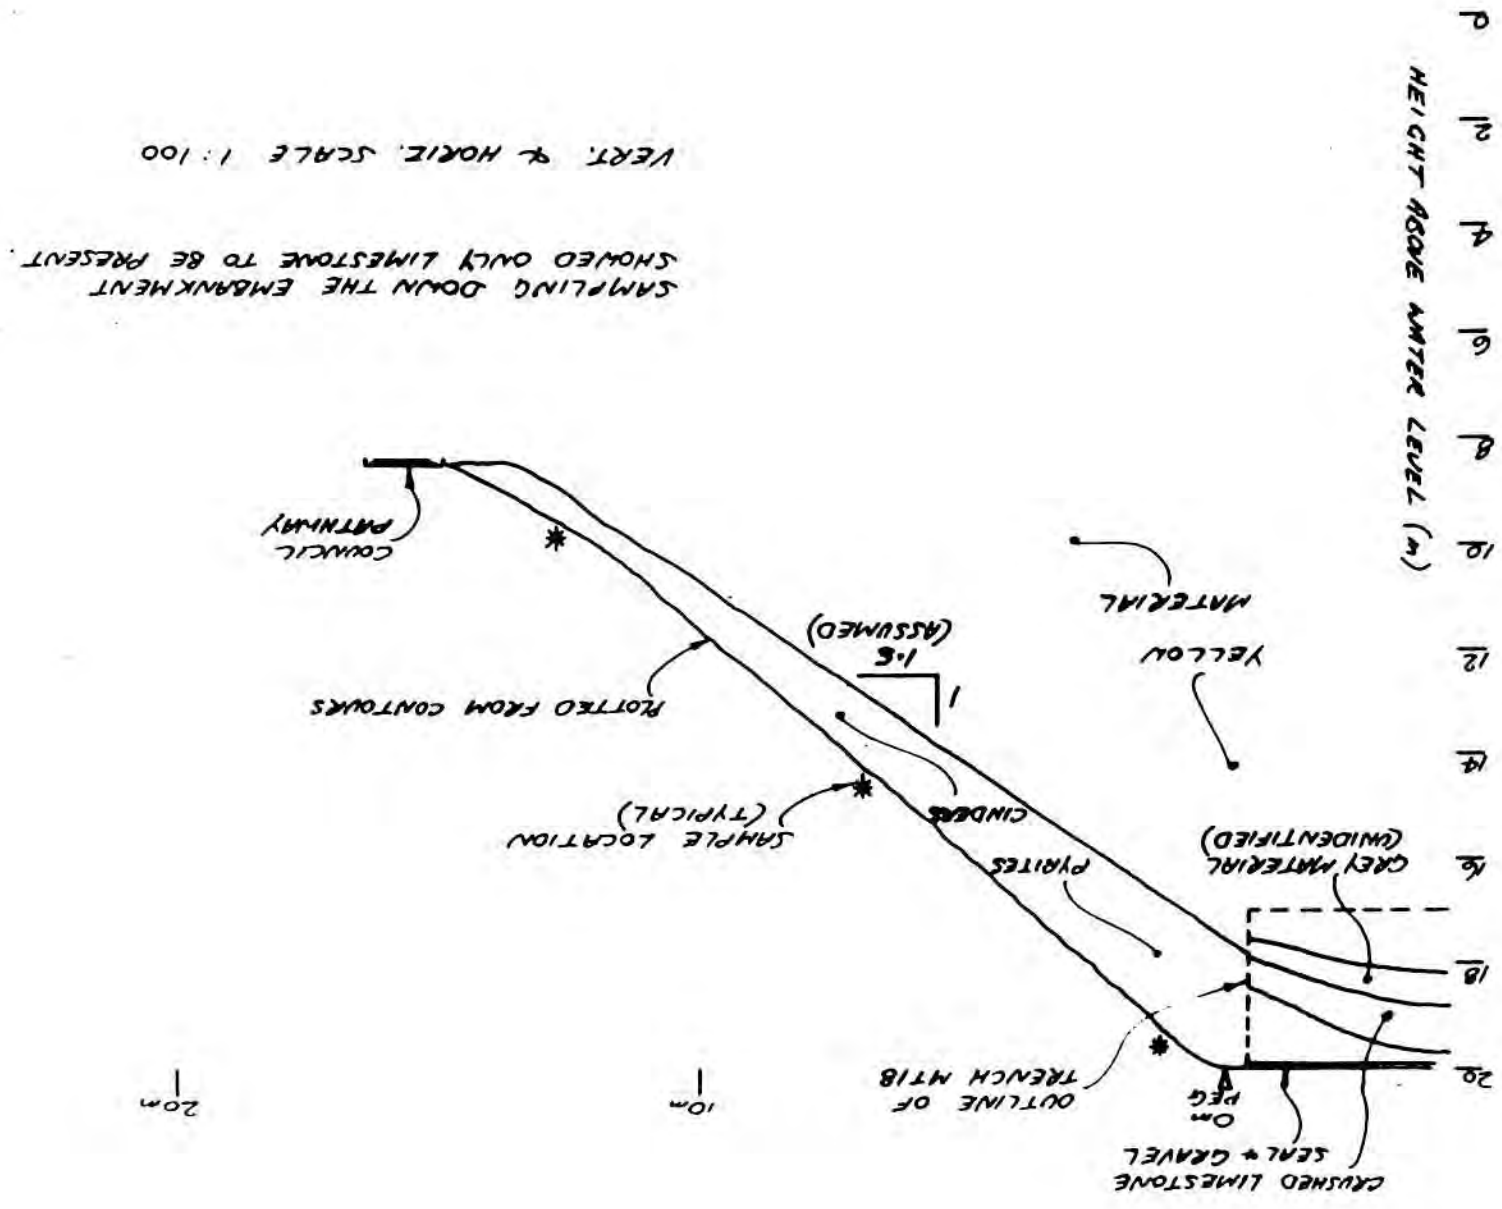 CRUSHED LIMESTONE
SEAL & GRAVEL
0m
PEG
10m
20m
OUTLINE OF
TRENCH MT1B
20
18
16
14
12
10
8
6
4
2
0
HEIGHT ABOVE WATER LEVEL (m)
GREY MATERIAL
(UNIDENTIFIED)
PYRITES
CINDERS
SAMPLE LOCATION
(TYPICAL)
YELLOW
MATERIAL
1
1.5
(ASSUMED)
PLOTTED FROM CONTOURS
COUNCIL
PATHWAY
SAMPLING DOWN THE EMBANKMENT
SHOWED ONLY LIMESTONE TO BE PRESENT.
VERT. & HORIZ. SCALE 1:100